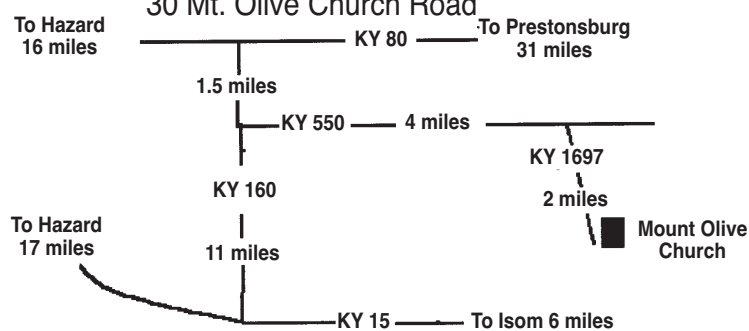 30 Mt. Olive Church Road
To Hazard
16 miles
KY 80
To Prestonsburg
31 miles
1.5 miles
KY 550
4 miles
KY 1697
KY 160
2 miles
To Hazard
17 miles
Mount Olive
Church
11 miles
KY 15
To Isom 6 miles